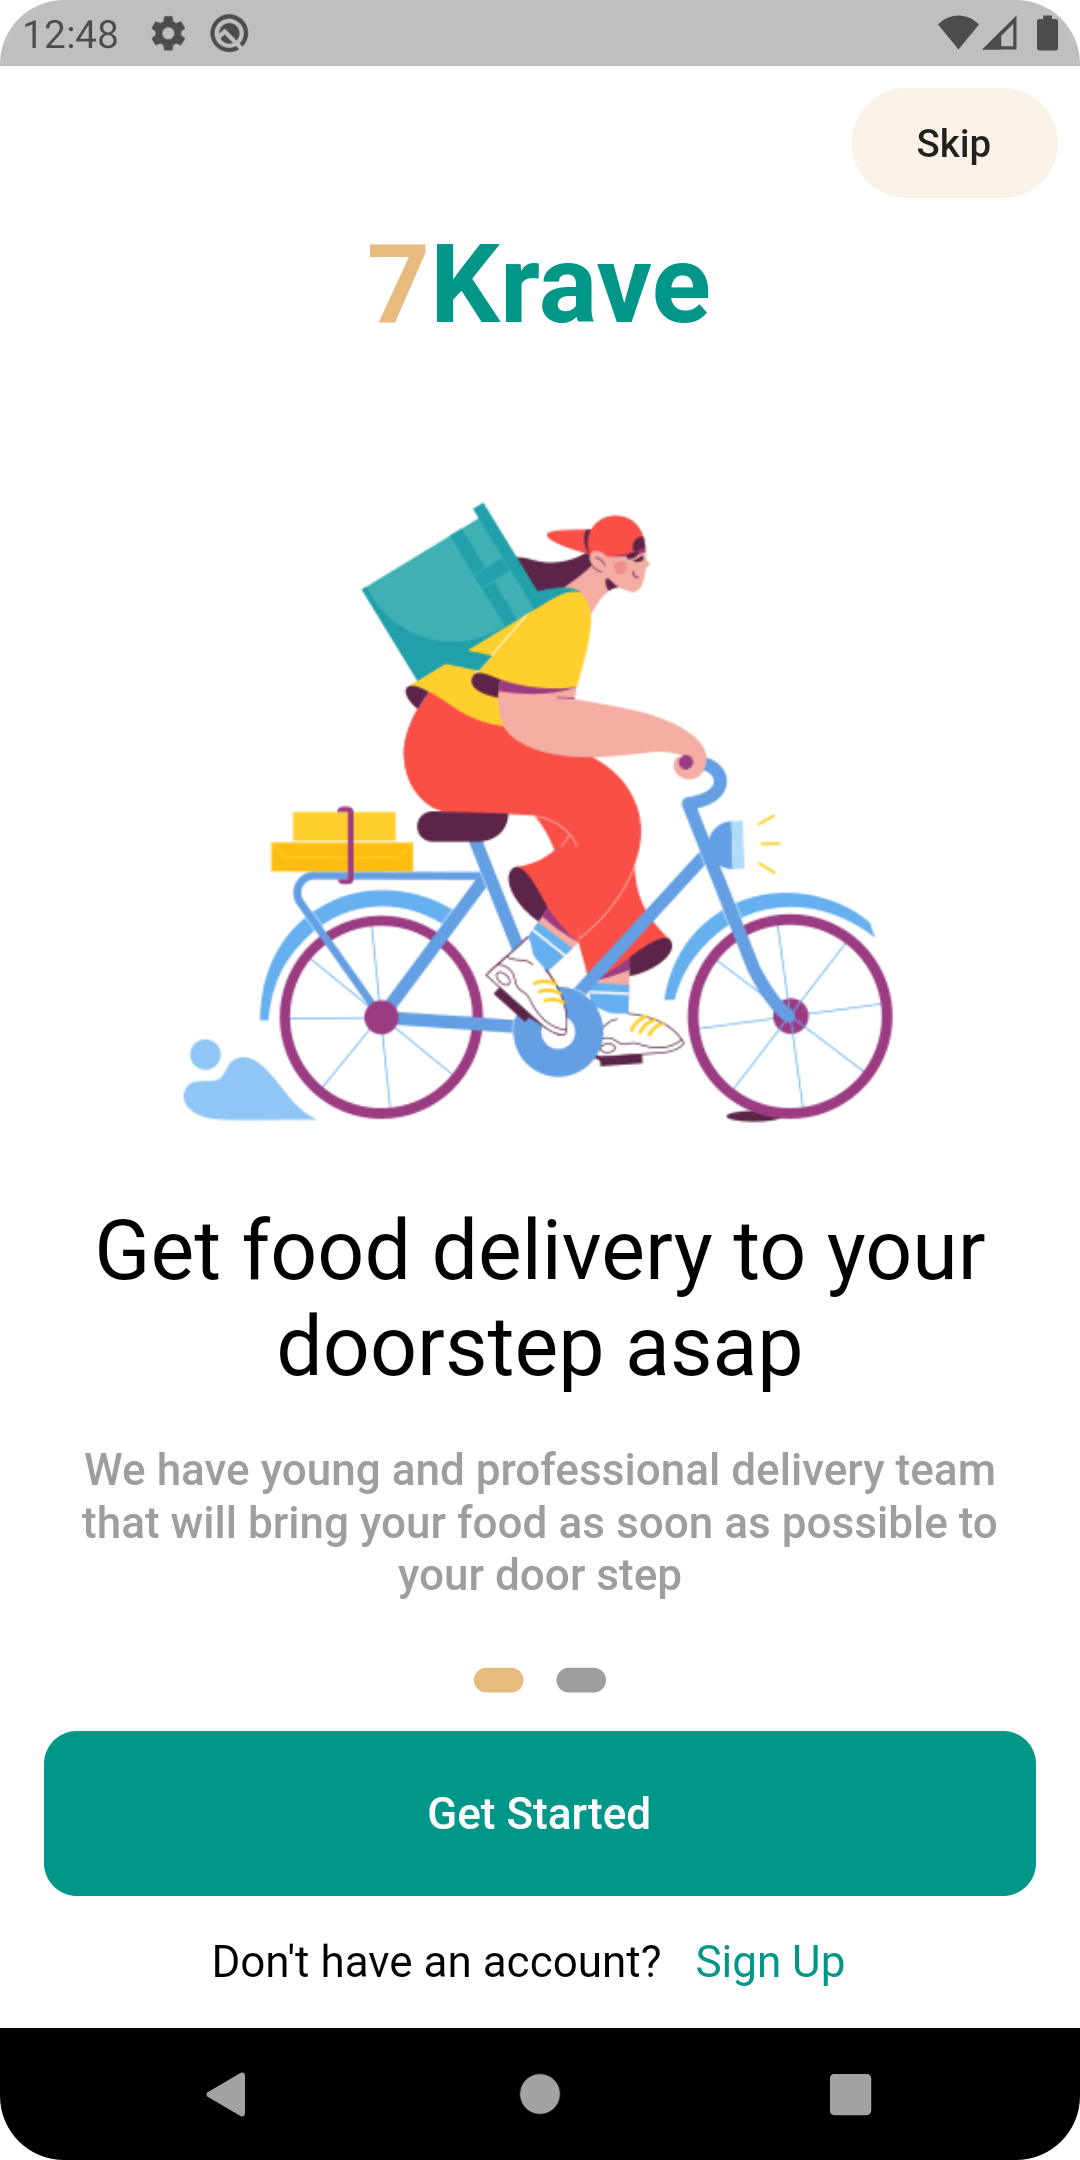 12:48
Skip
7Krave
Get food delivery to your
doorstep asap
We have young and professional delivery team
that will bring your food as soon as possible to
your door step
Get Started
Don't have an account? Sign Up